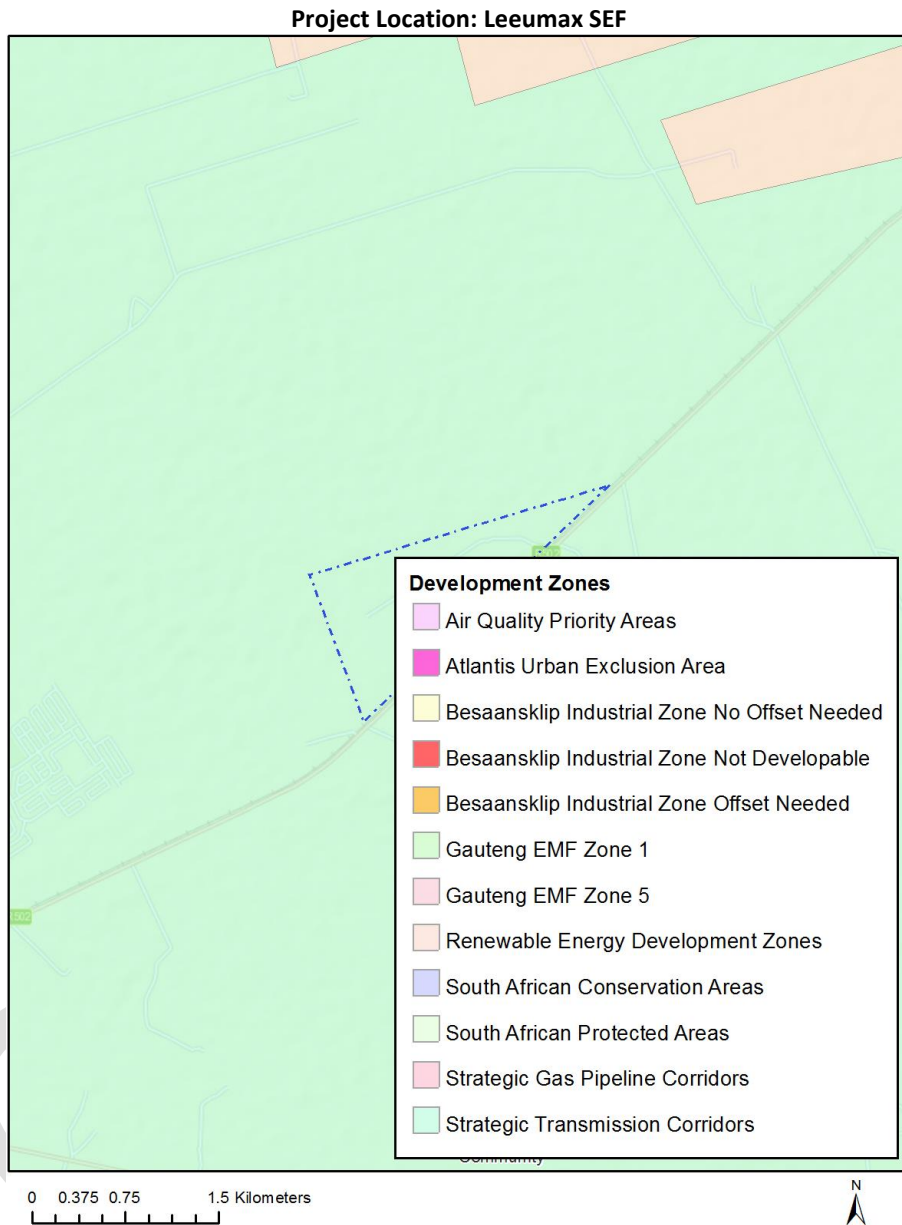 Project Location: Leeumax SEF
Development Zones
Air Quality Priority Areas
Atlantis Urban Exclusion Area
Besaansklip Industrial Zone No Offset Needed
Besaansklip Industrial Zone Not Developable
Besaansklip Industrial Zone Offset Needed
Gauteng EMF Zone 1
Gauteng EMF Zone 5
Renewable Energy Development Zones
South African Conservation Areas
South African Protected Areas
Strategic Gas Pipeline Corridors
Strategic Transmission Corridors
0 0.375 0.75 1.5 Kilometers
N